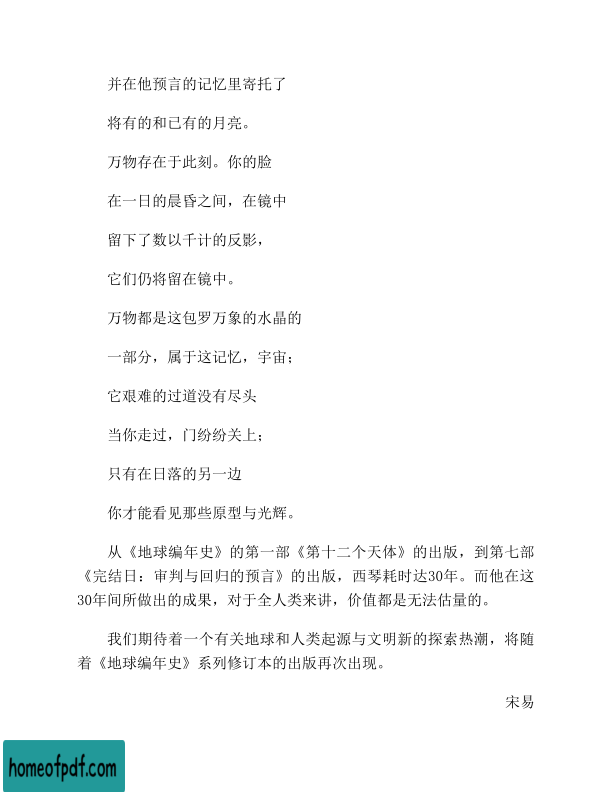 并在他预言的记忆里寄托了
将有的和已有的月亮。
万物存在于此刻。你的脸
在一日的晨昏之间，在镜中
留下了数以千计的反影，
它们仍将留在镜中。
万物都是这包罗万象的水晶的
一部分，属于这记忆，宇宙；
它艰难的过道没有尽头
当你走过，门纷纷关上；
只有在日落的另一边
你才能看见那些原型与光辉。
从《地球编年史》的第一部《第十二个天体》的出版，到第七部
《完结日：审判与回归的预言》的出版，西琴耗时达30年。而他在这
30年间所做出的成果，对于全人类来讲，价值都是无法估量的。
我们期待着一个有关地球和人类起源与文明新的探索热潮，将随
着《地球编年史》系列修订本的出版再次出现。
宋易
homeofpdf.com